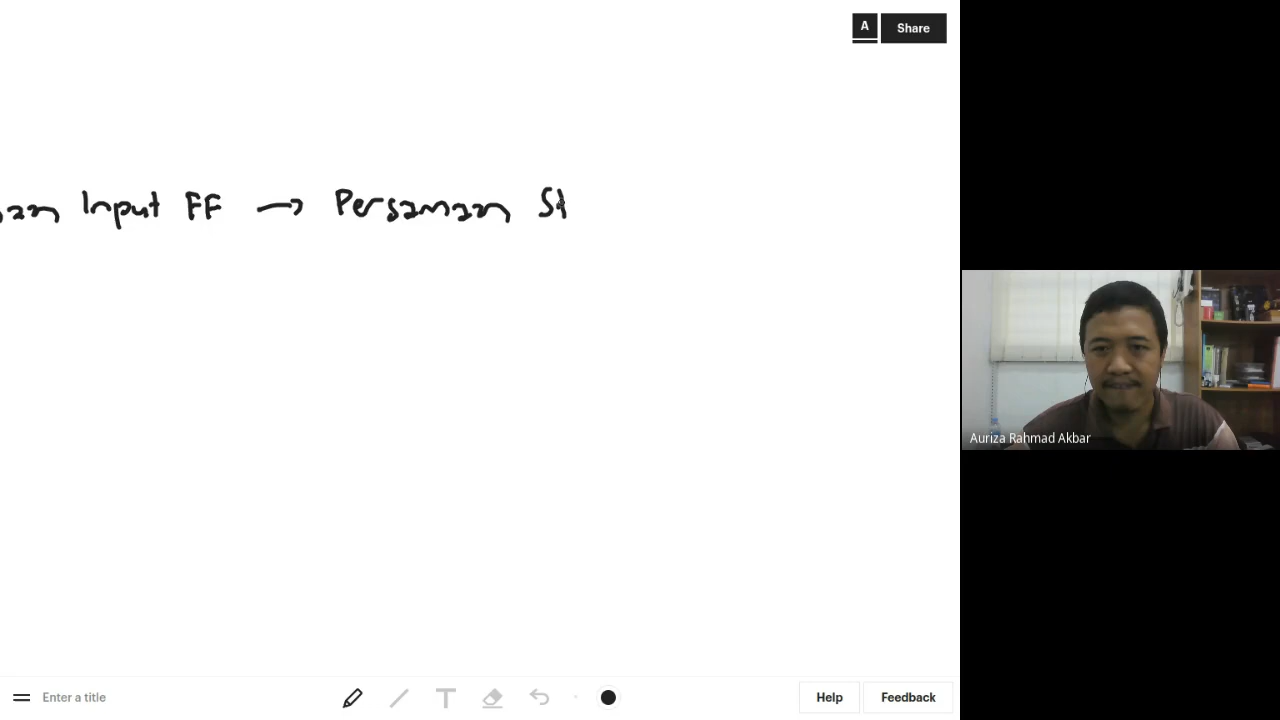 A Share
Input FF → Persamaan
Auriza Rahmad Akbar
Enter a title T Help Feedback